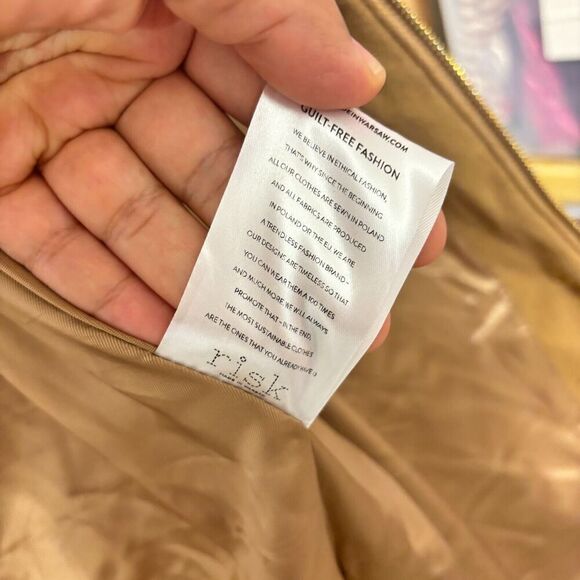 EINWARSAW.COM
GUILT-FREE FASHION
WE BELIEVE IN ETHICAL FASHION,
THAT'S WHY SINCE THE BEGINNING
ALL OUR CLOTHES ARE SEWN IN POLAND
AND ALL FABRICS ARE PRODUCED
IN POLAND OR THE EU. WE ARE
A TRENDLESS FASHION BRAND -
OUR DESIGNS ARE TIMELESS SO THAT
YOU CAN WEAR THEM A 100 TIMES
AND MUCH MORE. WE WILL ALWAYS
PROMOTE THAT - IN THE END,
THE MOST SUSTAINABLE CLOTHES
ARE THE ONES THAT YOU ALREADY HAVE
risk
MADE IN